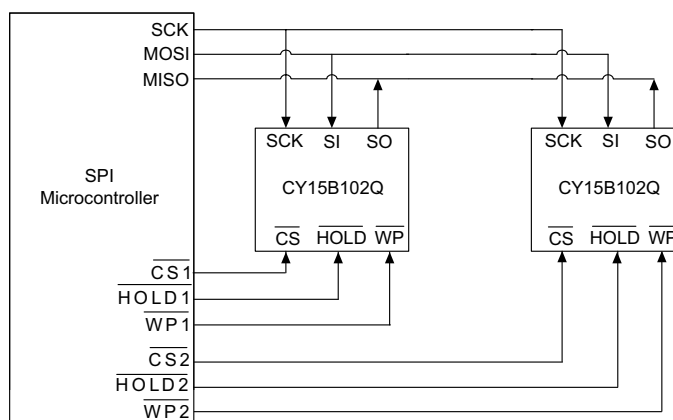 SCK
MOSI
MISO
SPI
Microcontroller
CS1
HOLD1
WP1
CS2
HOLD2
WP2
SCK SI SO
CY15B102Q
CS HOLD WP
SCK SI SO
CY15B102Q
CS HOLD WP